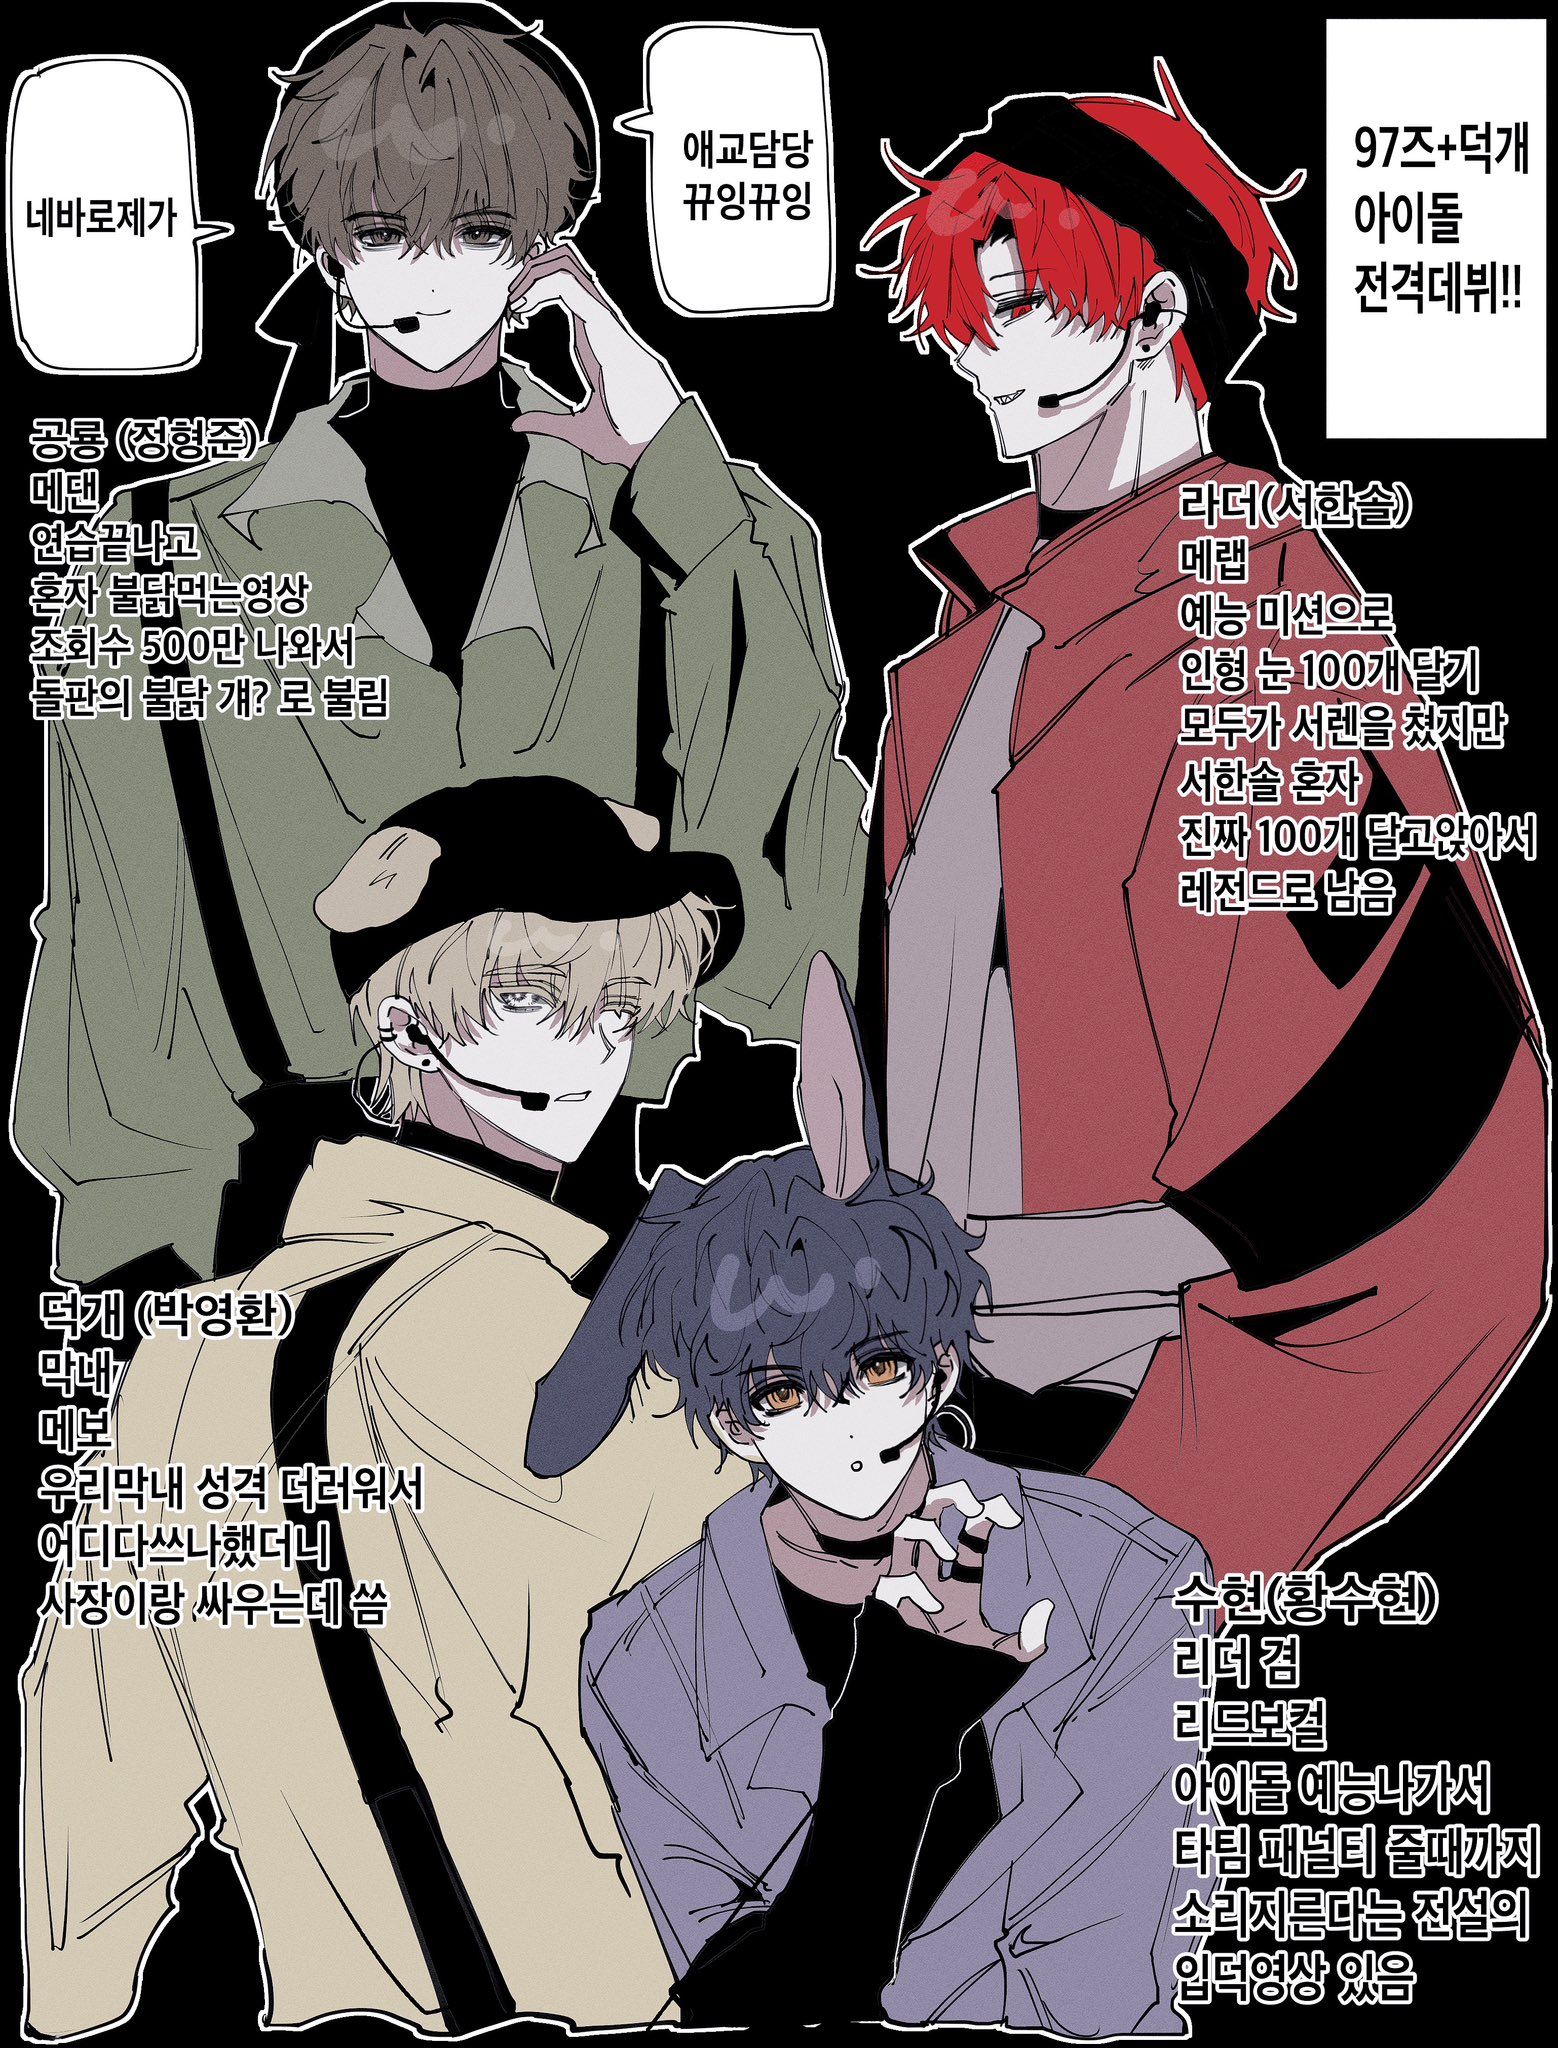 97즈+덕개
아이돌
전격데뷔!!
애교담당
뀨잉뀨잉
네바로제가
공룡 (정형준)
메댄
연습끝나고
혼자 불닭먹는영상
조회수 500만 나와서
돌판의 불닭 걔? 로 불림
라더(서한솔)
메랩
예능 미션으로
인형 눈 100개 달기
모두가 서렌을 쳤지만
서한솔 혼자
진짜 100개 달고앉아서
레전드로 남음
덕개 (박영환)
막내
메보
우리막내 성격 더러워서
어디다쓰나했더니
사장이랑 싸우는데 씀
수현(황수현)
리더 겸
리드보컬
아이돌 예능나가서
타팀 패널티 줄때까지
소리지른다는 전설의
입덕영상 있음